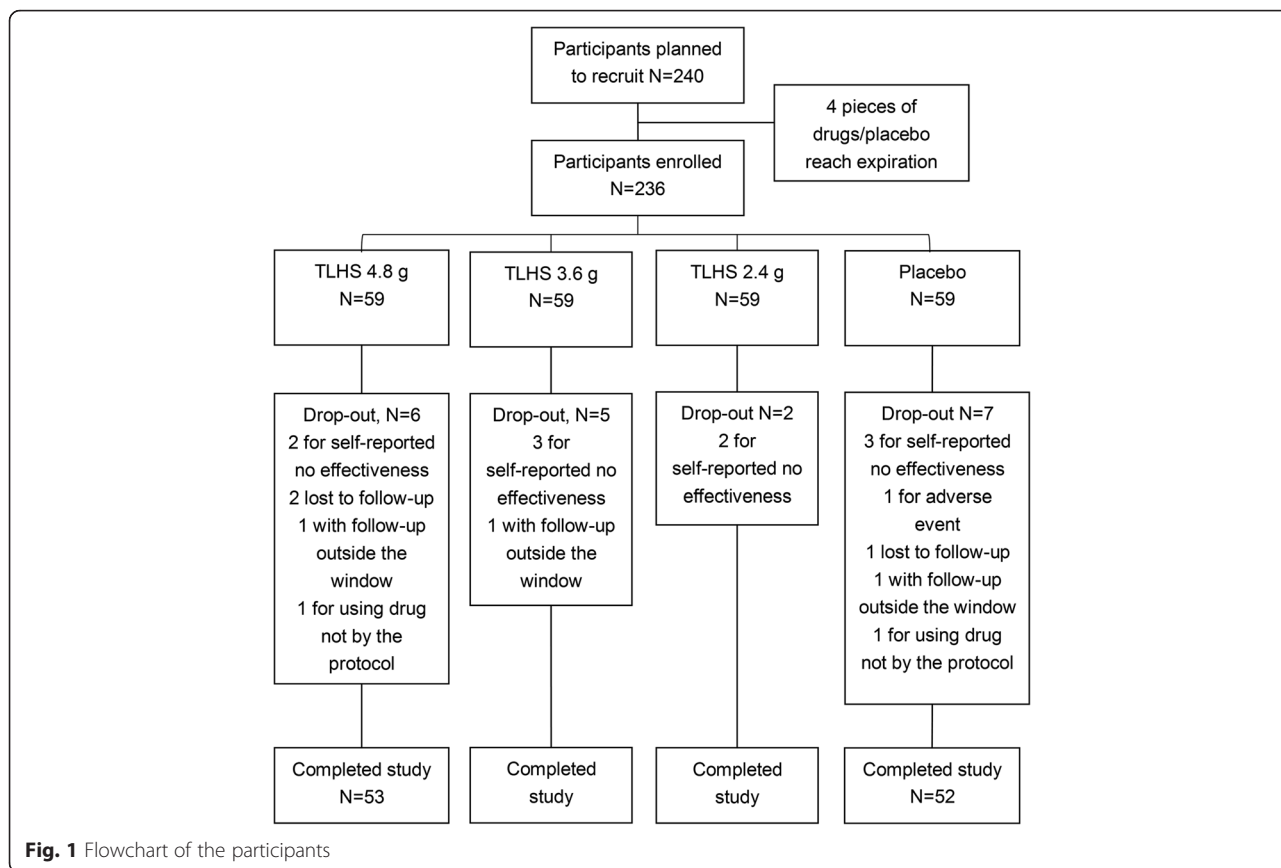 Participants planned
to recruit N=240
4 pieces of
drugs/placebo
reach expiration
Participants enrolled
N=236
TLHS 4.8 g
N=59
TLHS 3.6 g
N=59
TLHS 2.4 g
N=59
Placebo
N=59
Drop-out, N=6
2 for self-reported
no effectiveness
2 lost to follow-up
1 with follow-up
outside the
window
1 for using drug
not by the
protocol
Drop-out, N=5
3 for
self-reported no
effectiveness
1 with follow-up
outside the
window
Drop-out N=2
2 for
self-reported no
effectiveness
Drop-out N=7
3 for self-reported
no effectiveness
1 for adverse
event
1 lost to follow-up
1 with follow-up
outside the window
1 for using drug
not by the protocol
Completed study
N=53
Completed
study
Completed
study
Completed study
N=52
Fig. 1 Flowchart of the participants